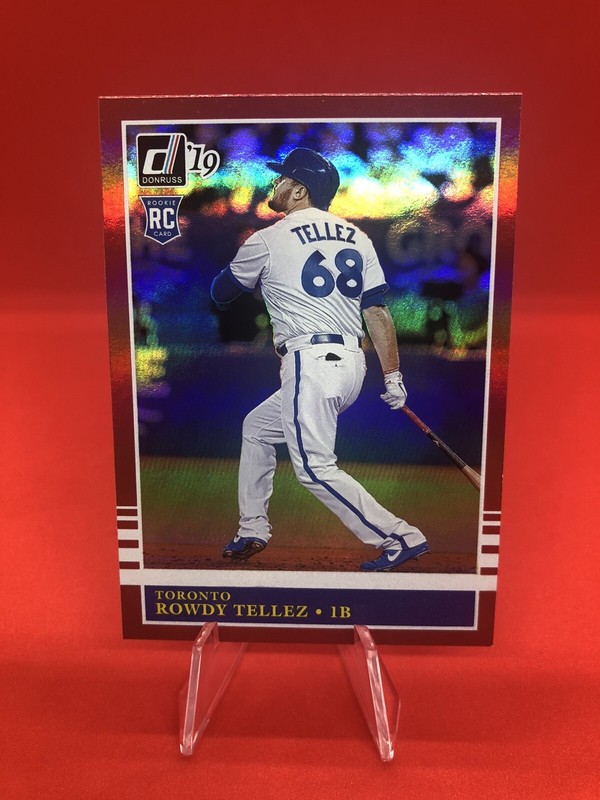 d
'19
DONRUSS
ROOKIE
RC
CARD
TELLEZ
68
TORONTO
ROWDY TELLEZ • 1B